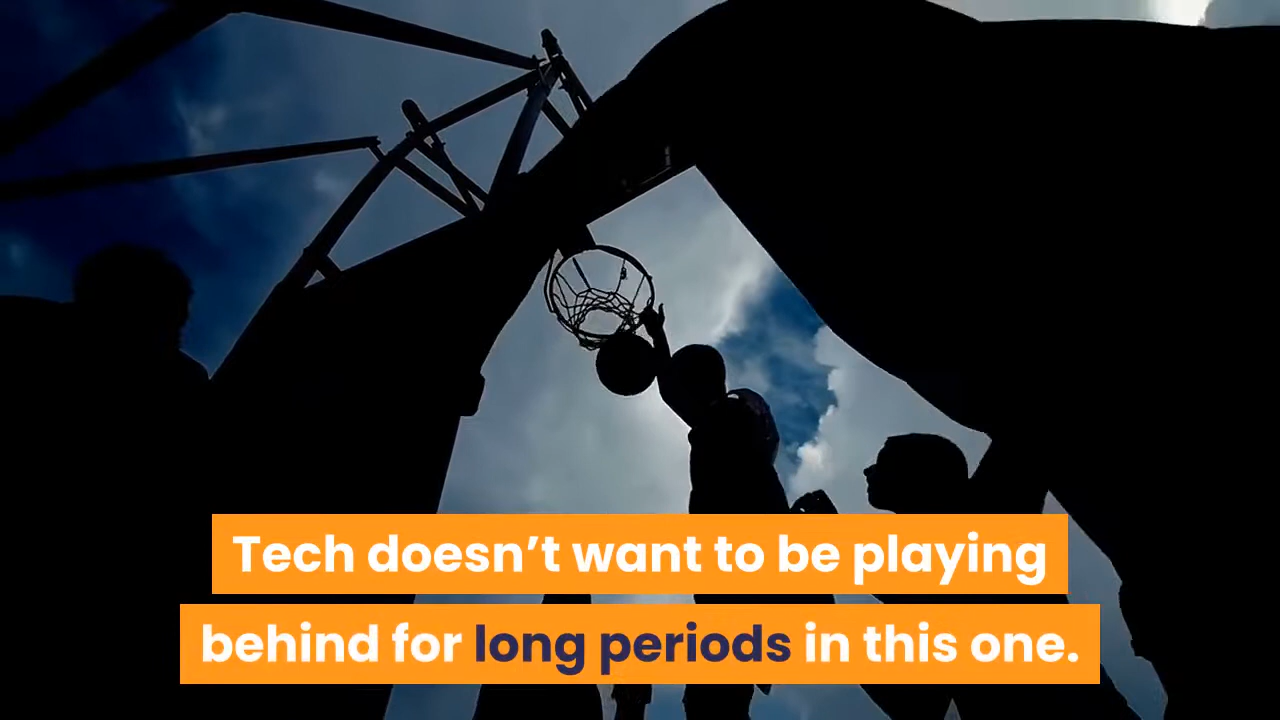 Tech doesn’t want to be playing
behind for long periods in this one.